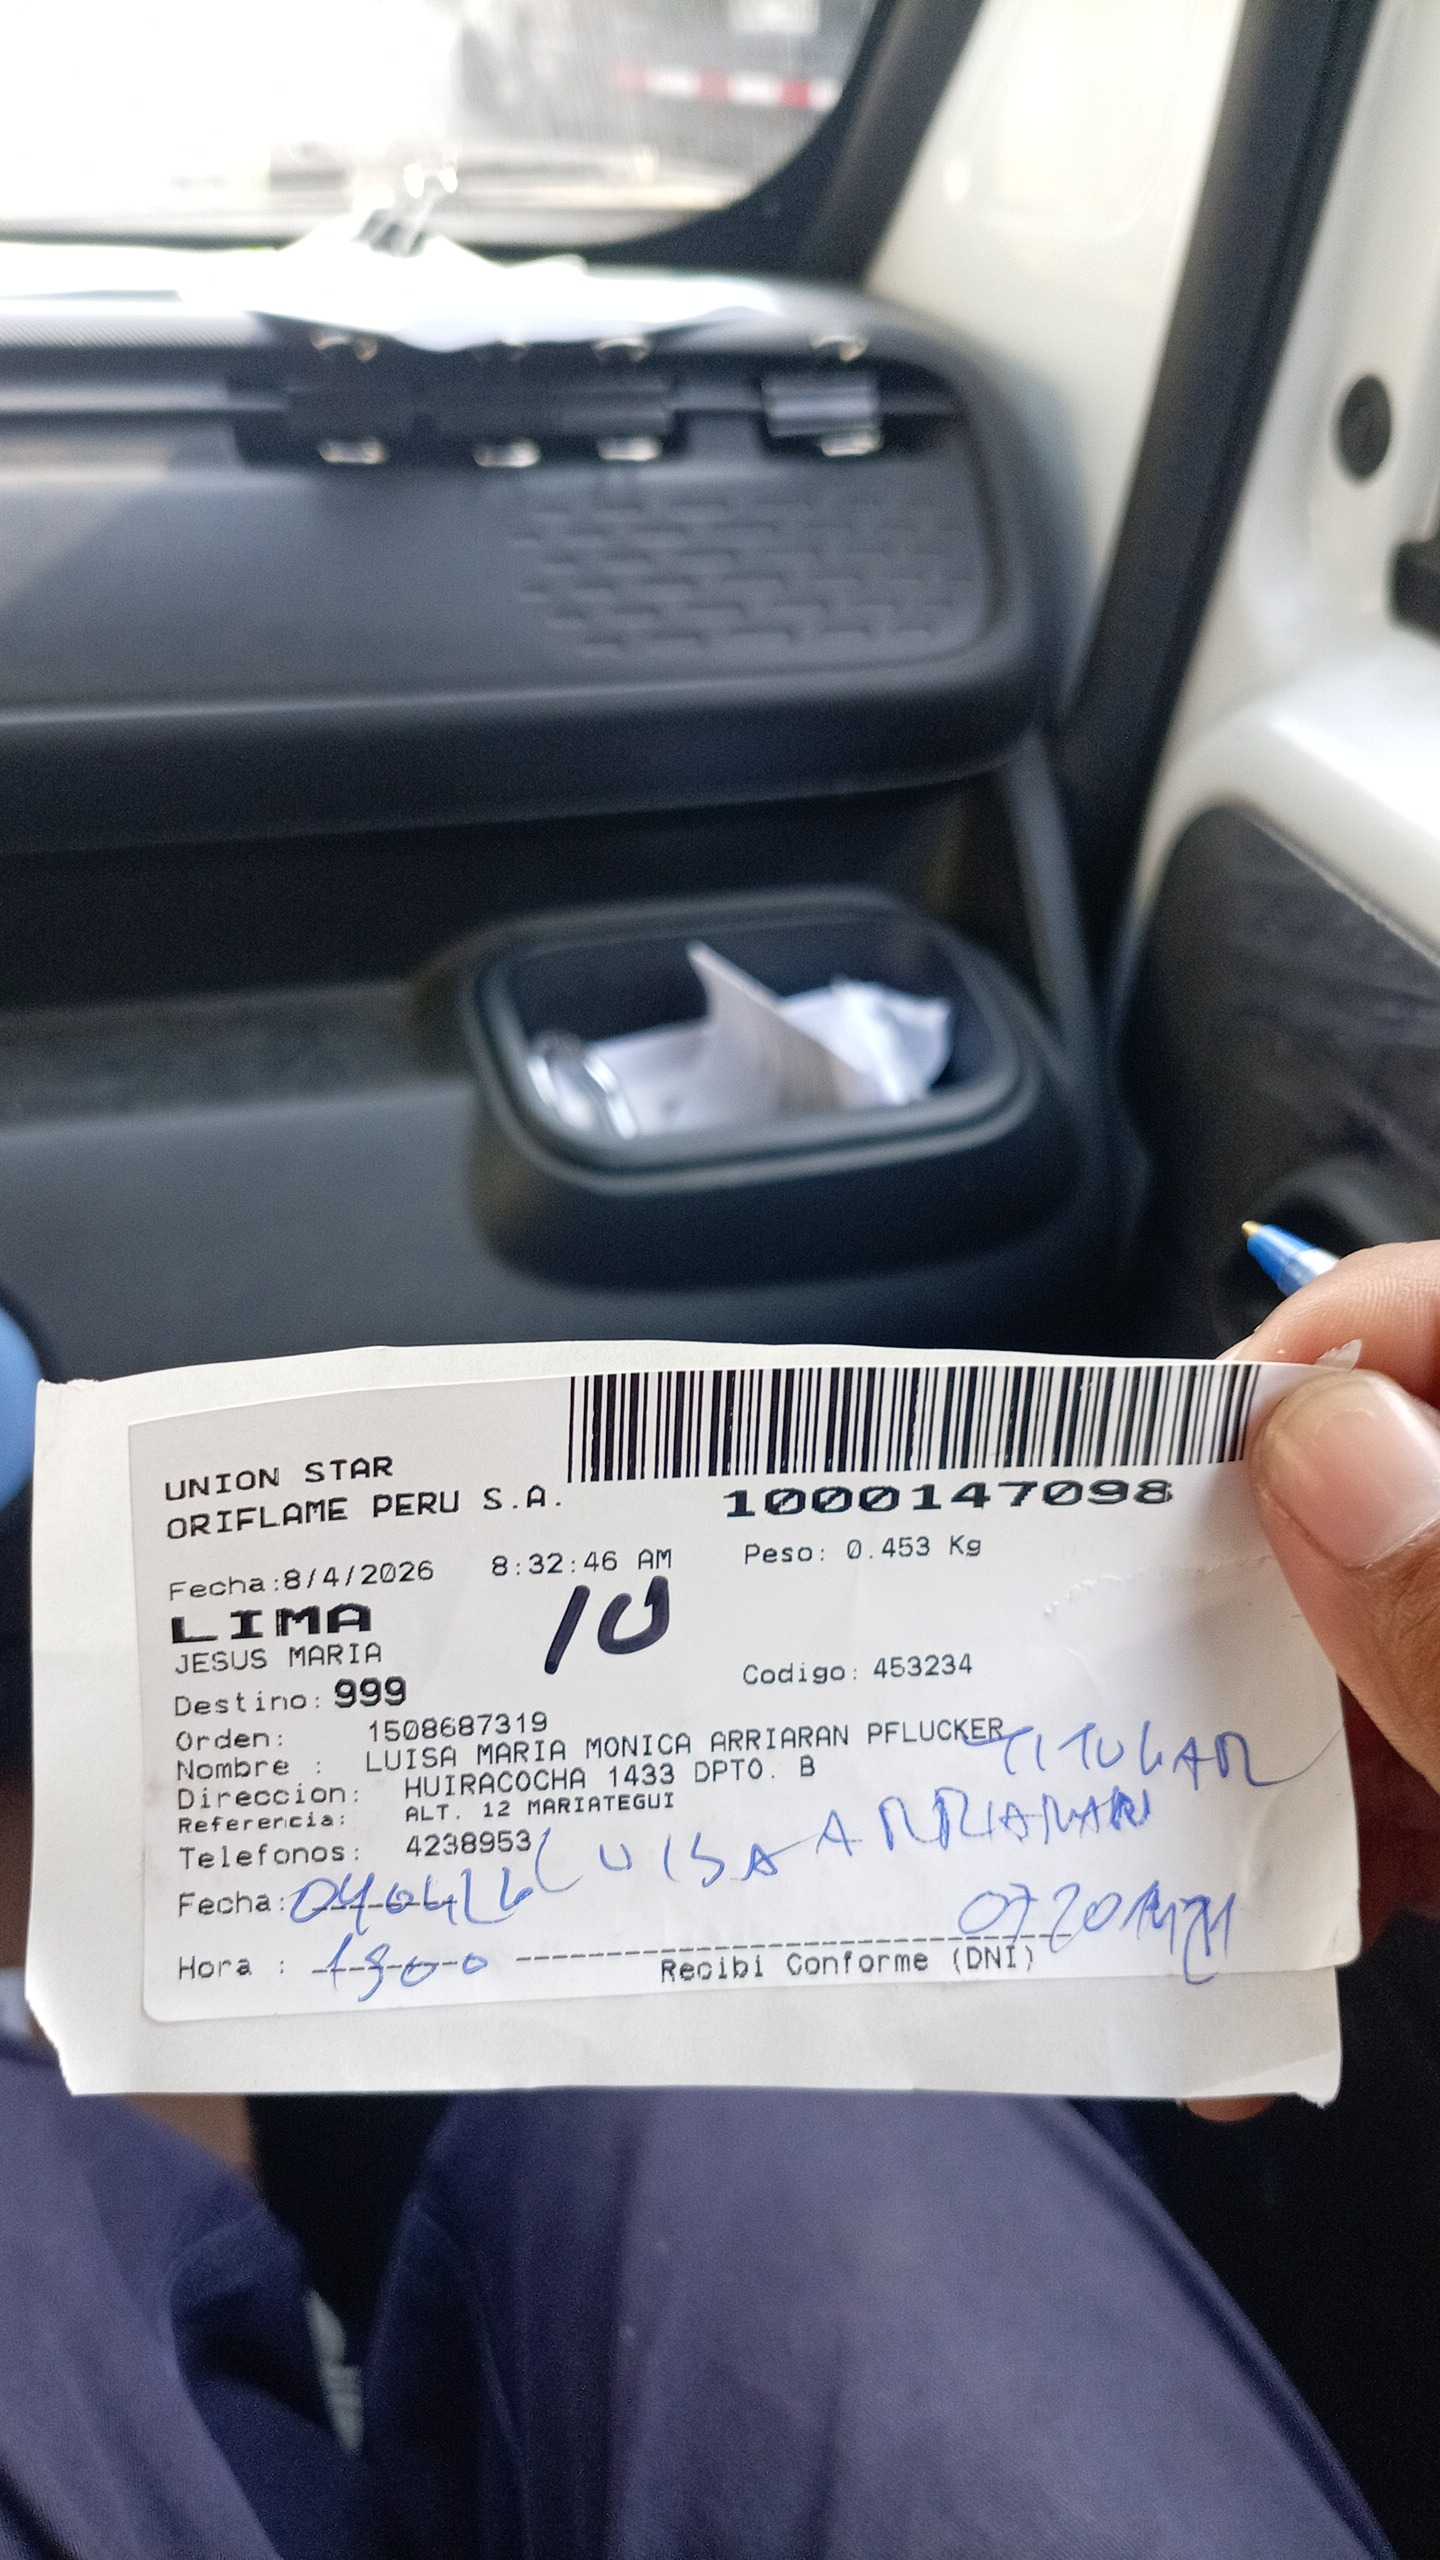 UNION STAR
ORIFLAME PERU S.A.
1000147098
Fecha:8/4/2026 8:32:46 AM Peso: 0.453 Kg
LIMA
10
JESUS MARIA
Codigo: 453234
Destino: 999
Orden: 1508687319
Nombre : LUISA MARIA MONICA ARRIARAN PFLUCKER
TITULAR
Direccion: HUIRACOCHA 1433 DPTO. B
Referencia: ALT. 12 MARIATEGUI
Telefonos: 4238953
LUISA ARRIARAN
Fecha:
Hora : 1300
Recibi Conforme (DNI)